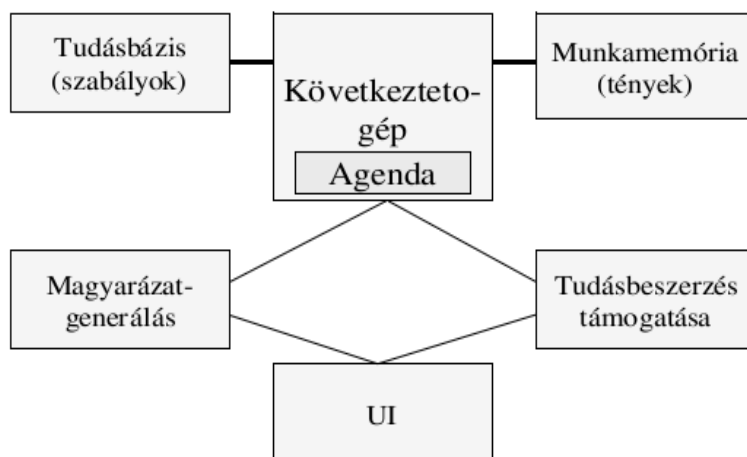 Tudásbázis
(szabályok)
Következteto-
gép
Agenda
Munkamemória
(tények)
Magyarázat-
generálás
Tudásbeszerzés
támogatása
UI